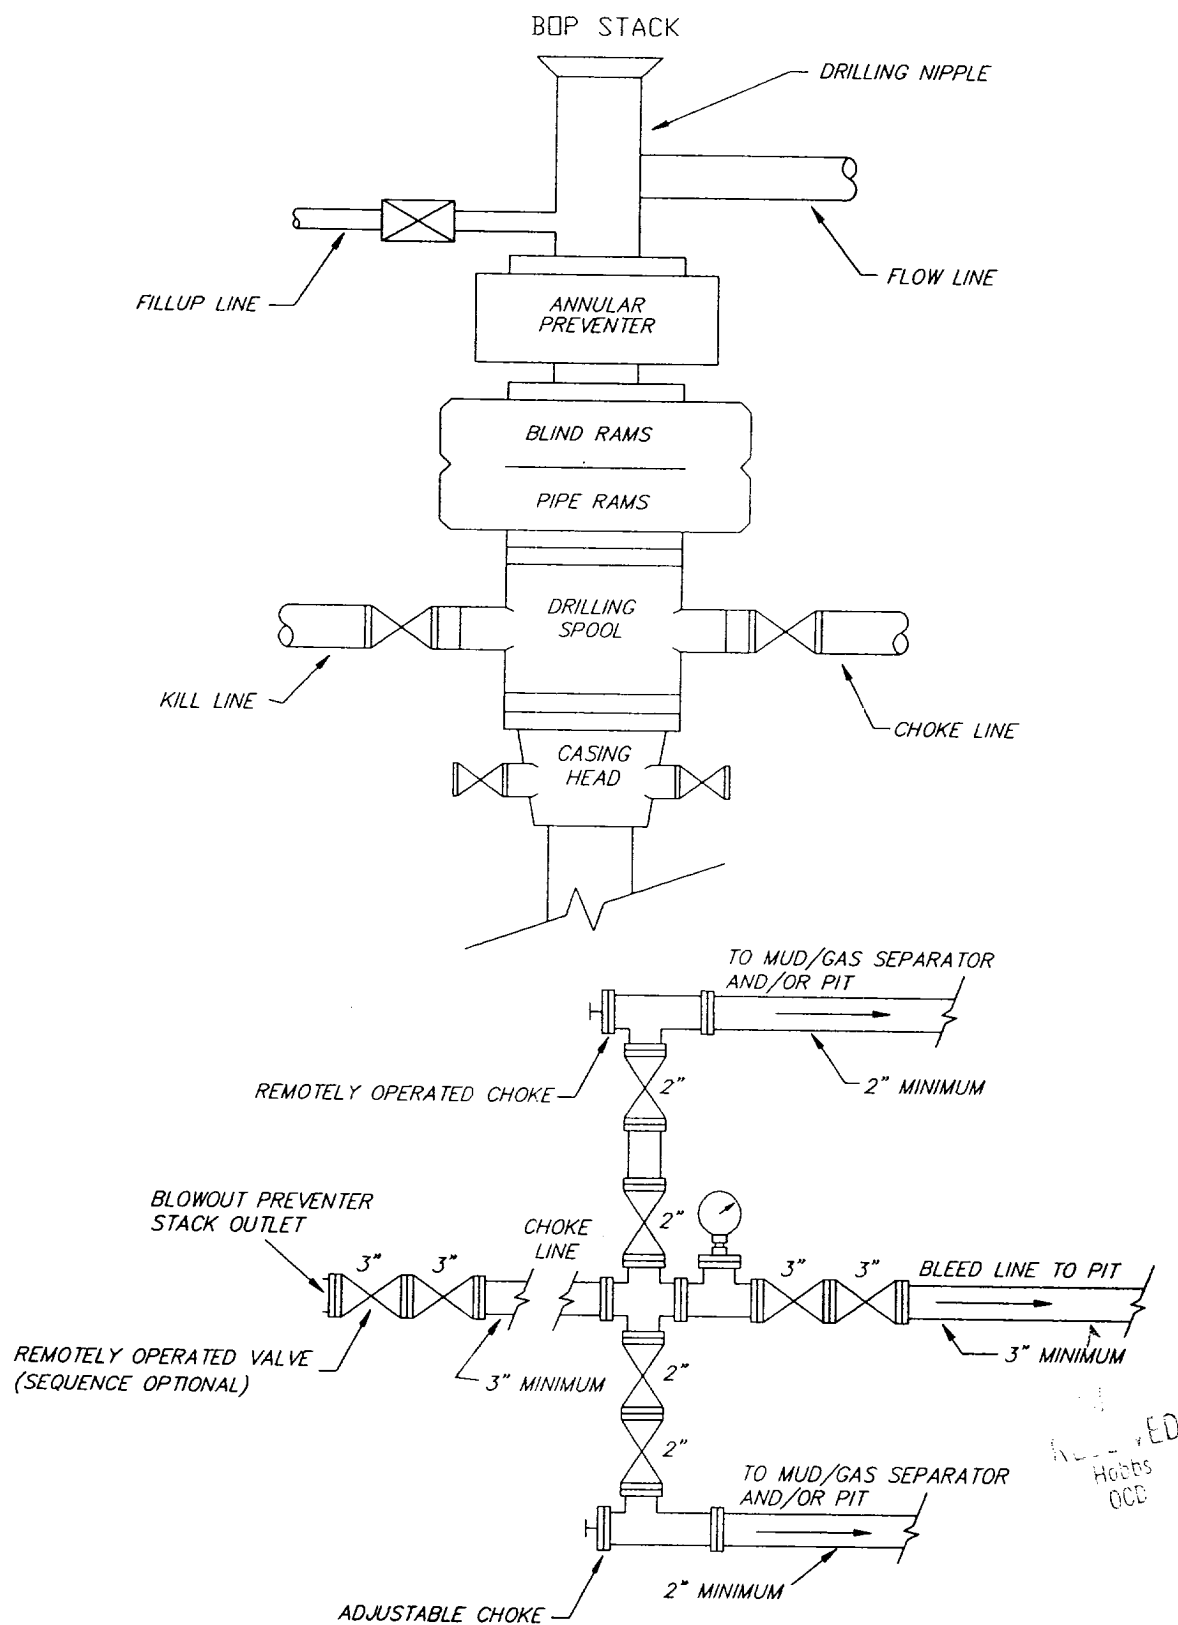 BOP STACK
DRILLING NIPPLE
FLOW LINE
FILLUP LINE
ANNULAR
PREVENTER
BLIND RAMS
PIPE RAMS
DRILLING
SPOOL
KILL LINE
CHOKE LINE
CASING
HEAD
TO MUD/GAS SEPARATOR
AND/OR PIT
2"
REMOTELY OPERATED CHOKE
2" MINIMUM
BLOWOUT PREVENTER
STACK OUTLET
CHOKE
LINE
2"
3" 3"
3" 3"
BLEED LINE TO PIT
REMOTELY OPERATED VALVE
(SEQUENCE OPTIONAL)
3" MINIMUM
3" MINIMUM
2"
2"
TO MUD/GAS SEPARATOR
AND/OR PIT
Hobbs
OCD
2" MINIMUM
ADJUSTABLE CHOKE